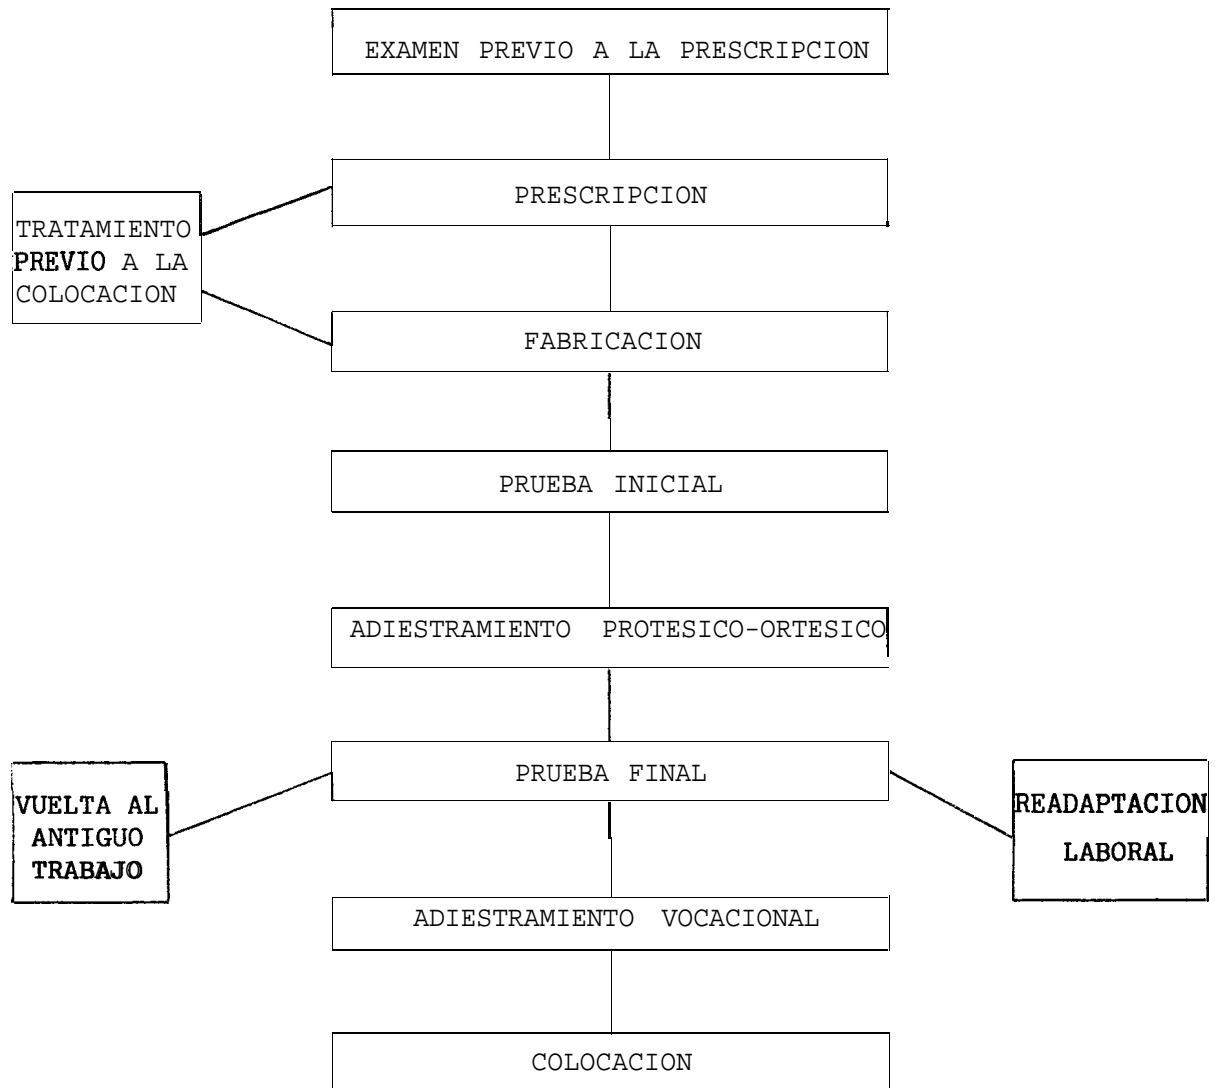 EXAMEN PREVIO A LA PRESCRIPCION
PRESCRIPCION
TRATAMIENTO
PREVIO A LA
COLOCACION
FABRICACION
PRUEBA INICIAL
ADIESTRAMIENTO PROTESICO-ORTESICO
PRUEBA FINAL
VUELTA AL
ANTIGUO
TRABAJO
READAPTACION
LABORAL
ADIESTRAMIENTO VOCACIONAL
COLOCACION